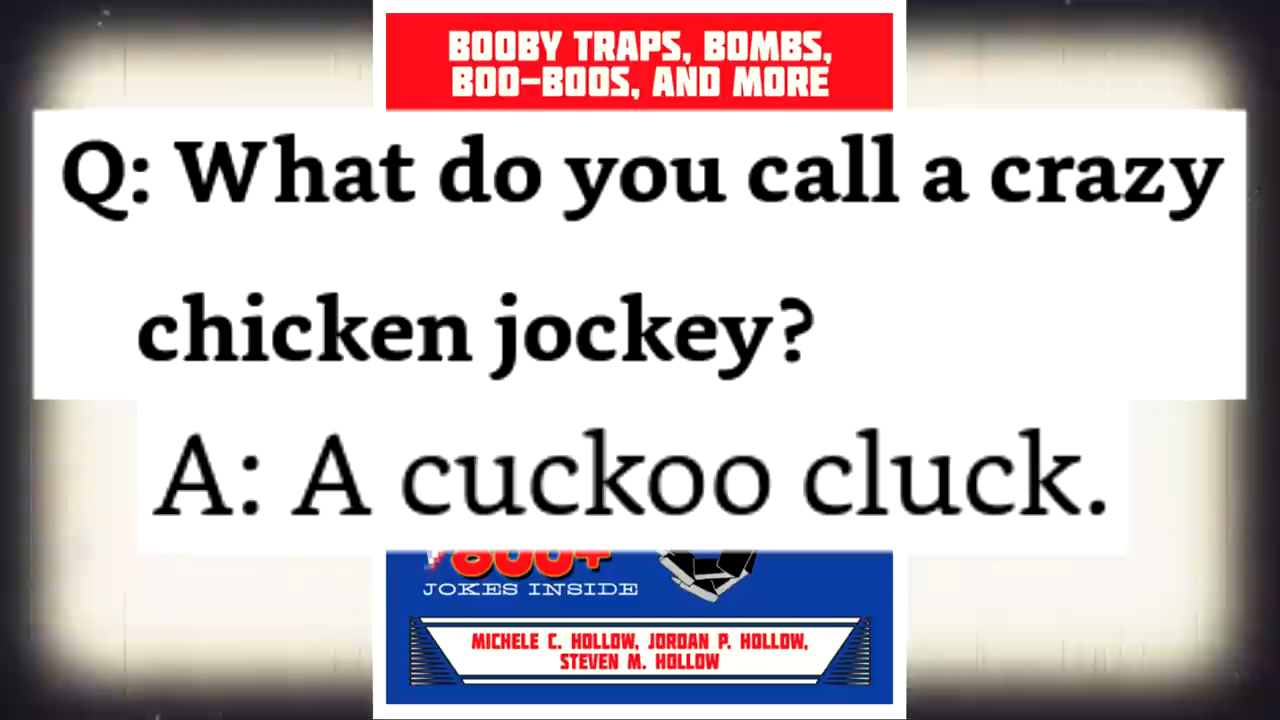 BOOBY TRAPS, BOMBS,
BOO-BOOS, AND MORE
Q: What do you call a crazy
chicken jockey?
A: A cuckoo cluck.
800+
JOKES INSIDE
MICHELE C. HOLLOW, JORDAN P. HOLLOW,
STEVEN M. HOLLOW